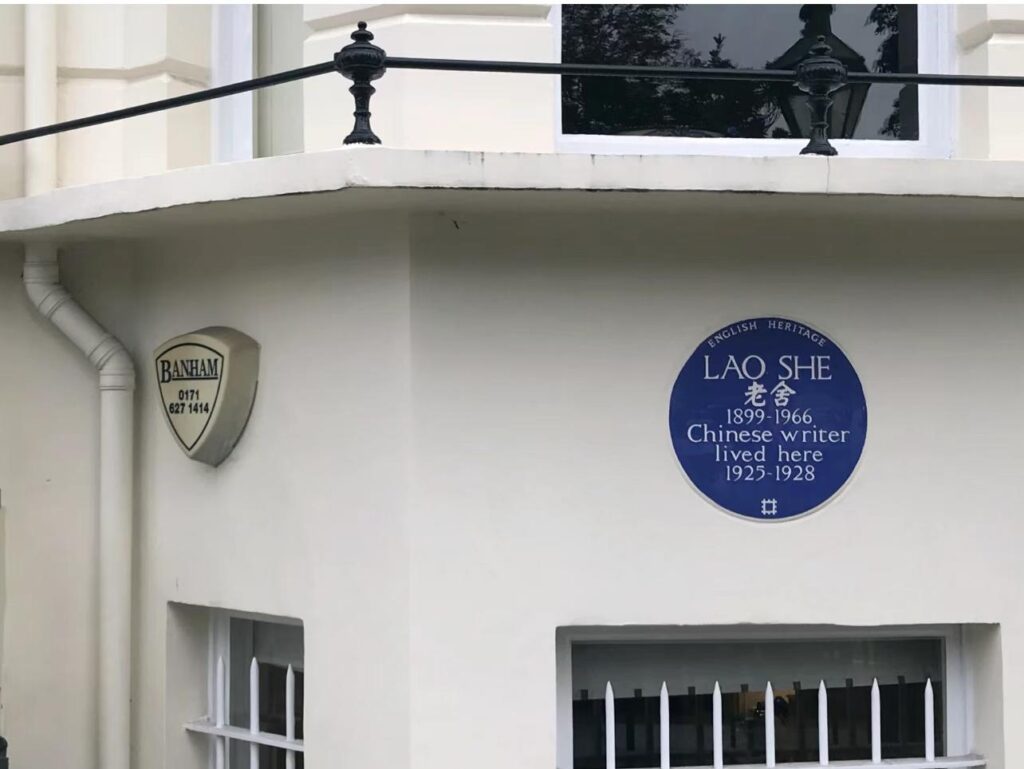 BANHAM
0171
627 1414
ENGLISH HERITAGE
LAO SHE
老舍
1899-1966
Chinese writer
lived here
1925-1928